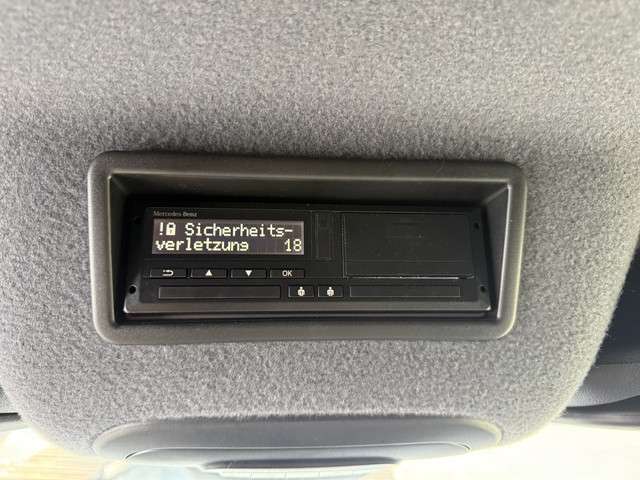 Mercedes-Benz
!🔒 Sicherheits-
verletzung 18
OK